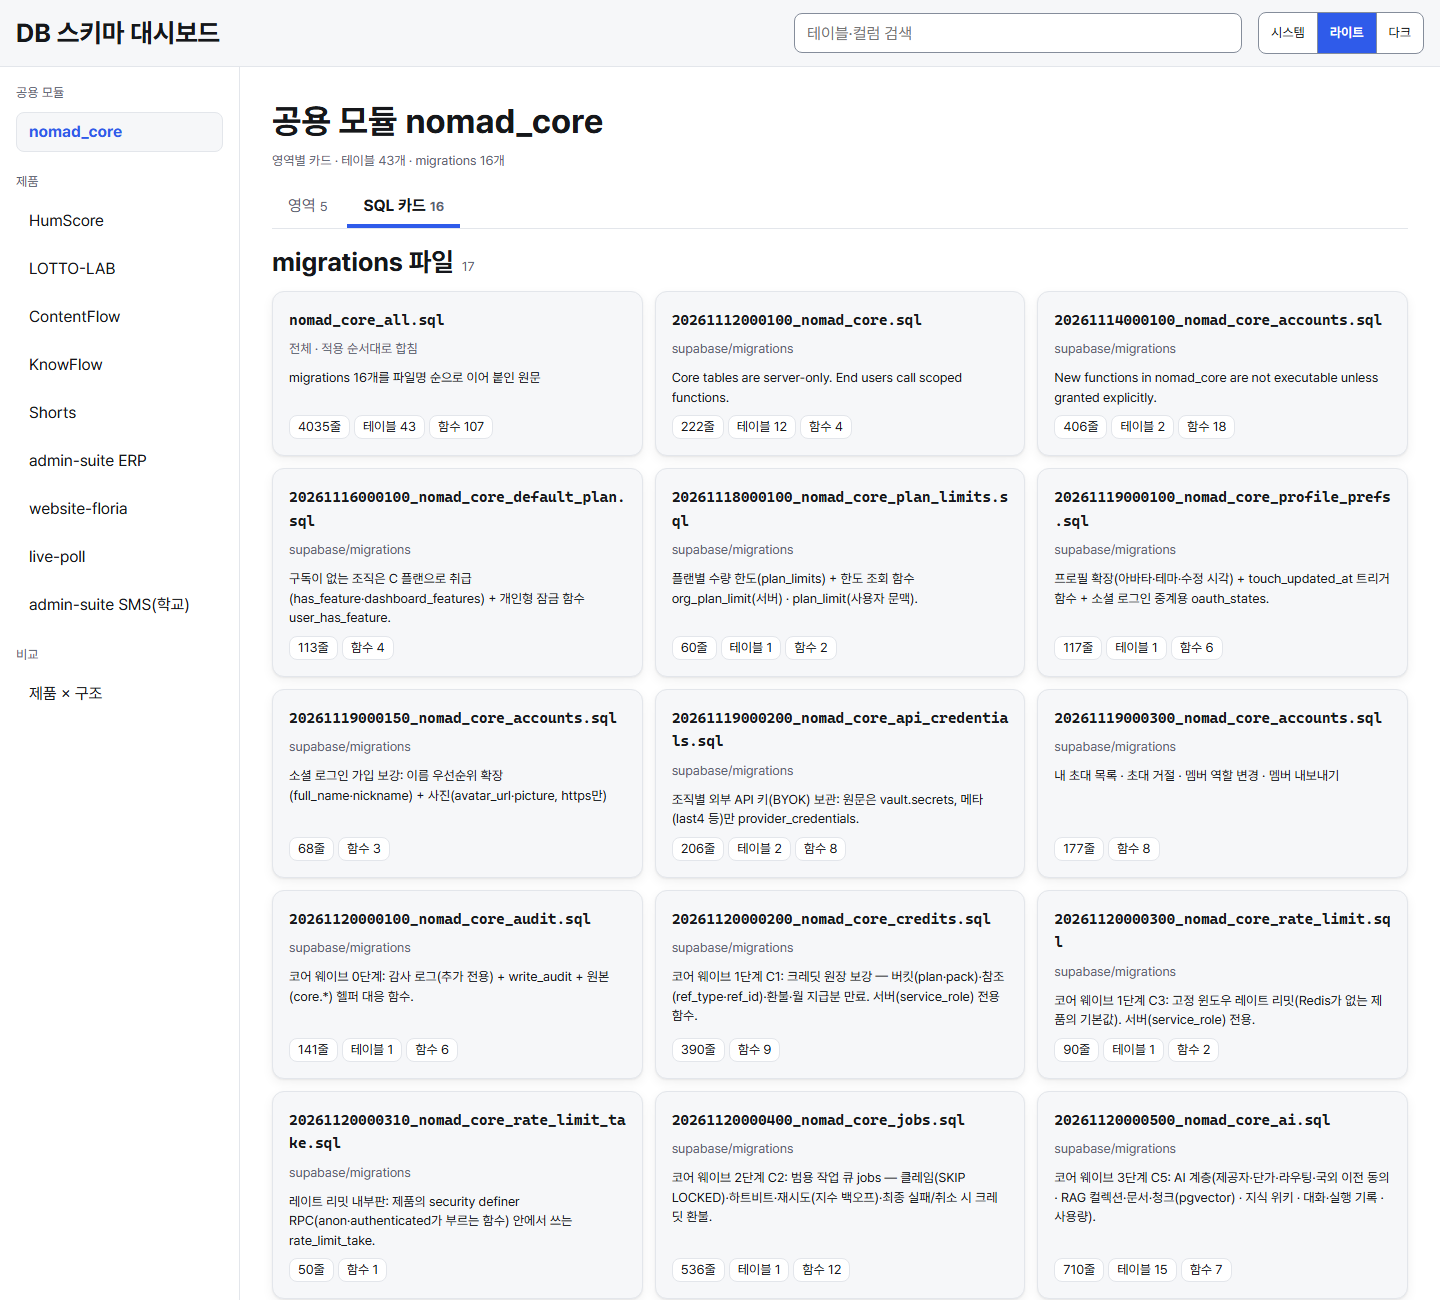 DB 스키마 대시보드
테이블·컬럼 검색
시스템
라이트
다크
공용 모듈
nomad_core
제품
HumScore
LOTTO-LAB
ContentFlow
KnowFlow
Shorts
admin-suite ERP
website-floria
live-poll
admin-suite SMS(학교)
비교
제품 × 구조
공용 모듈 nomad_core
영역별 카드 · 테이블 43개 · migrations 16개
영역 5
SQL 카드 16
migrations 파일 17
nomad_core_all.sql
전체 · 적용 순서대로 합침
migrations 16개를 파일명 순으로 이어 붙인 원문
4035줄
테이블 43
함수 107
20261112000100_nomad_core.sql
supabase/migrations
Core tables are server-only. End users call scoped
functions.
222줄
테이블 12
함수 4
20261114000100_nomad_core_accounts.sql
supabase/migrations
New functions in nomad_core are not executable unless
granted explicitly.
406줄
테이블 2
함수 18
20261116000100_nomad_core_default_plan.
sql
supabase/migrations
구독이 없는 조직은 C 플랜으로 취급
(has_feature·dashboard_features) + 개인형 잠금 함수
user_has_feature.
113줄
함수 4
20261118000100_nomad_core_plan_limits.s
ql
supabase/migrations
플랜별 수량 한도(plan_limits) + 한도 조회 함수
org_plan_limit(서버) · plan_limit(사용자 문맥).
60줄
테이블 1
함수 2
20261119000100_nomad_core_profile_prefs
.sql
supabase/migrations
프로필 확장(아바타·테마·수정 시각) + touch_updated_at 트리거
함수 + 소셜 로그인 중계용 oauth_states.
117줄
테이블 1
함수 6
20261119000150_nomad_core_accounts.sql
supabase/migrations
소셜 로그인 가입 보강: 이름 우선순위 확장
(full_name·nickname) + 사진(avatar_url·picture, https만)
68줄
함수 3
20261119000200_nomad_core_api_credentia
ls.sql
supabase/migrations
조직별 외부 API 키(BYOK) 보관: 원문은 vault.secrets, 메타
(last4 등)만 provider_credentials.
206줄
테이블 2
함수 8
20261119000300_nomad_core_accounts.sql
supabase/migrations
내 초대 목록 · 초대 거절 · 멤버 역할 변경 · 멤버 내보내기
177줄
함수 8
20261120000100_nomad_core_audit.sql
supabase/migrations
코어 웨이브 0단계: 감사 로그(추가 전용) + write_audit + 원본
(core.*) 헬퍼 대응 함수.
141줄
테이블 1
함수 6
20261120000200_nomad_core_credits.sql
supabase/migrations
코어 웨이브 1단계 C1: 크레딧 원장 보강 — 버킷(plan·pack)·참조
(ref_type·ref_id)·환불·월 지급분 만료. 서버(service_role) 전용
함수.
390줄
함수 9
20261120000300_nomad_core_rate_limit.sq
l
supabase/migrations
코어 웨이브 1단계 C3: 고정 윈도우 레이트 리밋(Redis가 없는 제
품의 기본값). 서버(service_role) 전용.
90줄
테이블 1
함수 2
20261120000310_nomad_core_rate_limit_ta
ke.sql
supabase/migrations
레이트 리밋 내부판: 제품의 security definer
RPC(anon·authenticated가 부르는 함수) 안에서 쓰는
rate_limit_take.
50줄
함수 1
20261120000400_nomad_core_jobs.sql
supabase/migrations
코어 웨이브 2단계 C2: 범용 작업 큐 jobs — 클레임(SKIP
LOCKED)·하트비트·재시도(지수 백오프)·최종 실패/취소 시 크레
딧 환불.
536줄
테이블 1
함수 12
20261120000500_nomad_core_ai.sql
supabase/migrations
코어 웨이브 3단계 C5: AI 계층(제공자·단가·라우팅·국외 이전 동의
· RAG 컬렉션·문서·청크(pgvector) · 지식 위키 · 대화·실행 기록 ·
사용량).
710줄
테이블 15
함수 7